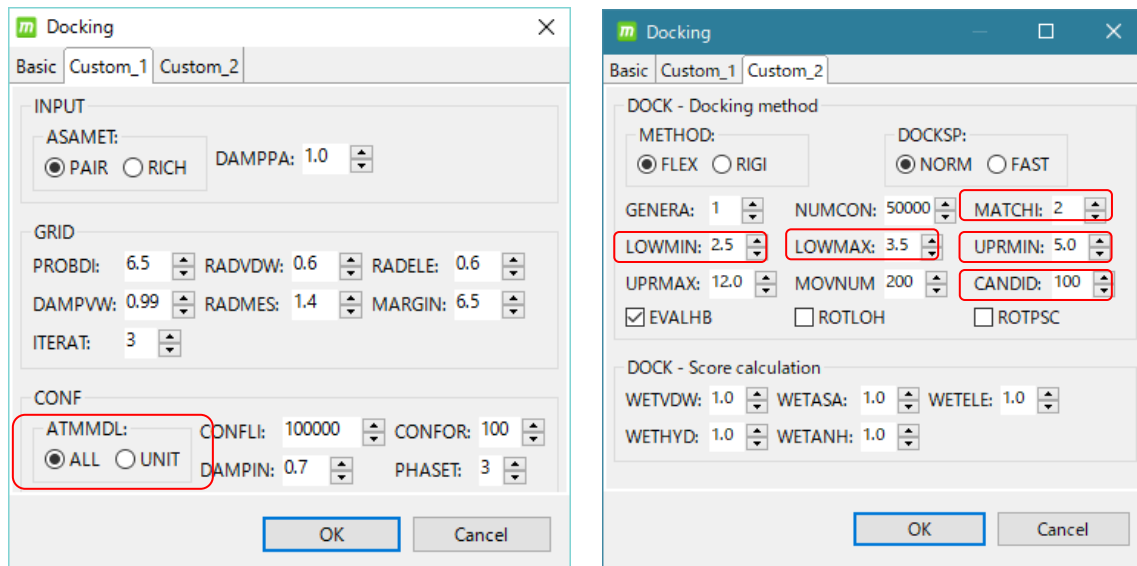 Docking
Basic Custom_1 Custom_2
INPUT
ASAMET:
PAIR RICH DAMPPA: 1.0
GRID
PROBDI: 6.5 RADVDW: 0.6 RADELE: 0.6
DAMPVW: 0.99 RADMES: 1.4 MARGIN: 6.5
ITERAT: 3
CONF
ATMMDL: CONFLI: 100000 CONFOR: 100
ALL UNIT DAMPIN: 0.7 PHASET: 3
OK Cancel
Docking
Basic Custom_1 Custom_2
DOCK - Docking method
METHOD: DOCKSP:
FLEX RIGI NORM FAST
GENERA: 1 NUMCON: 50000 MATCHI: 2
LOWMIN: 2.5 LOWMAX: 3.5 UPRMIN: 5.0
UPRMAX: 12.0 MOVNUM 200 CANDID: 100
EVALHB ROTLOH ROTPSC
DOCK - Score calculation
WETVDW: 1.0 WETASA: 1.0 WETELE: 1.0
WETHYD: 1.0 WETANH: 1.0
OK Cancel